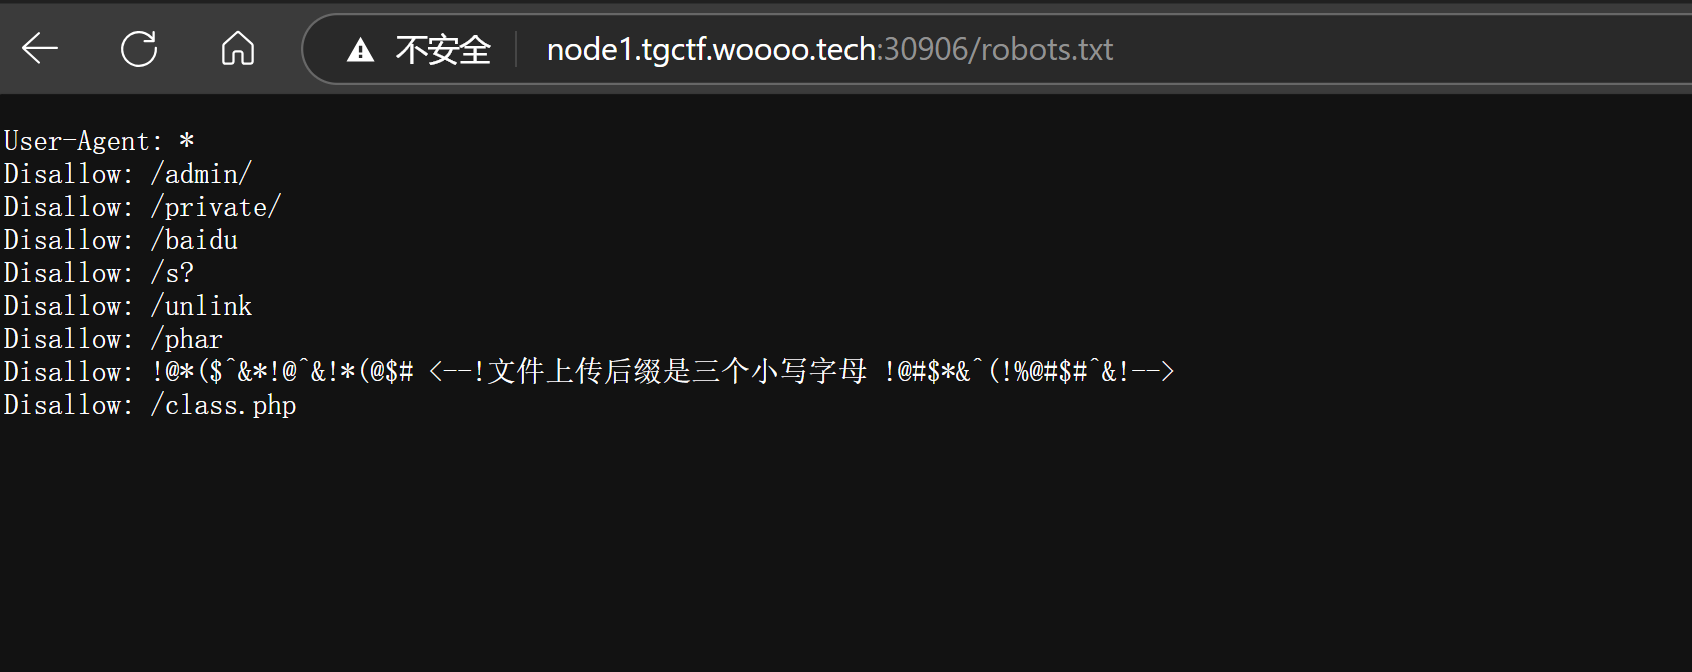 不安全 node1.tgctf.woooo.tech:30906/robots.txt
User-Agent: *
Disallow: /admin/
Disallow: /private/
Disallow: /baidu
Disallow: /s?
Disallow: /unlink
Disallow: /phar
Disallow: !@*($^&*!@^&!*(@$# <--!文件上传后缀是三个小写字母 !@#$*&^(!%@#$#^&!-->
Disallow: /class.php